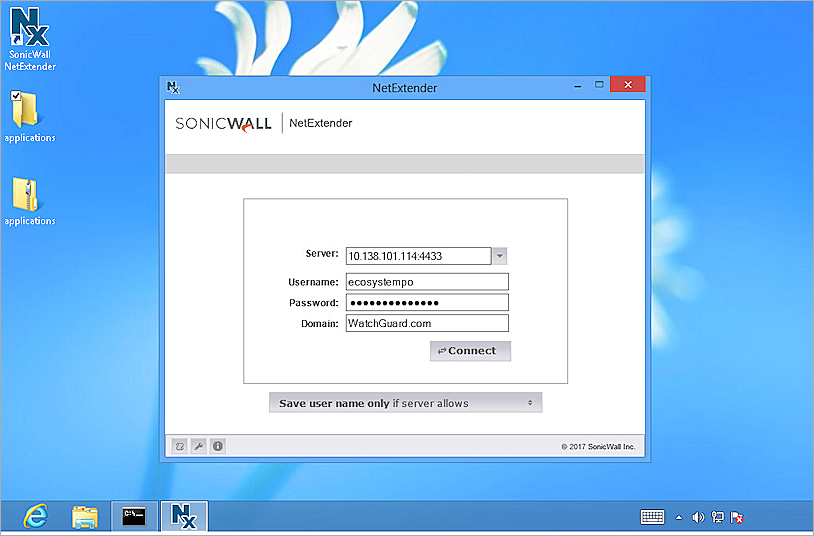 SonicWall
NetExtender
applications
applications
NetExtender
SONICWALL NetExtender
Server: 10.138.101.114:4433
Username: ecosystempo
Password: ●●●●●●●●●●●●●●
Domain: WatchGuard.com
Connect
Save user name only if server allows
© 2017 SonicWall Inc.